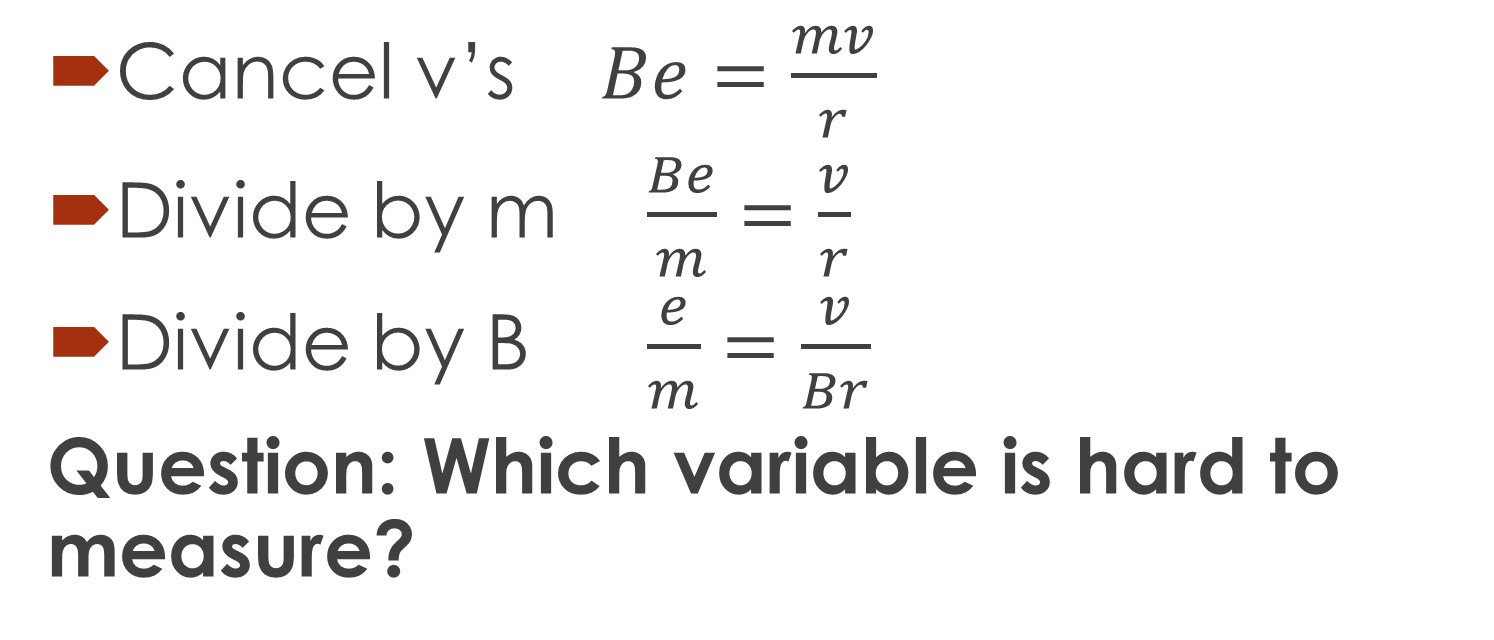 Cancel v’s 𝐵𝑒 = 𝑚𝑣/𝑟
Divide by m 𝐵𝑒/𝑚 = 𝑣/𝑟
Divide by B 𝑒/𝑚 = 𝑣/𝐵𝑟
Question: Which variable is hard to
measure?